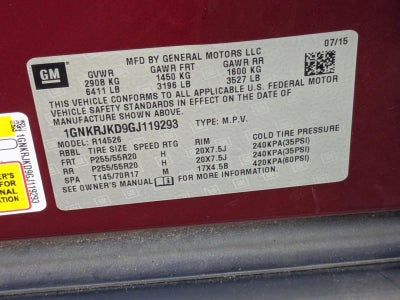 GM
MFD BY GENERAL MOTORS LLC
07/15
GVWR GAWR FRT GAWR RR
2908 KG 1450 KG 1600 KG
6411 LB 3196 LB 3527 LB
THIS VEHICLE CONFORMS TO ALL APPLICABLE U.S. FEDERAL MOTOR
VEHICLE SAFETY STANDARDS IN EFFECT ON THE DATE OF
MANUFACTURE SHOWN ABOVE.
1GNKRJKD9GJ119293 TYPE: M.P.V.
MODEL: R14526
RBBL TIRE SIZE SPEED RTG RIM COLD TIRE PRESSURE
FRT P255/55R20 H 20X7.5J 240KPA(35PSI)
RR P255/55R20 H 20X7.5J 240KPA(35PSI)
SPA T145/70R17 M 17X4.5B 420KPA(60PSI)
SEE OWNER'S MANUAL FOR MORE INFORMATION
1GNKRJKD9GJ119293